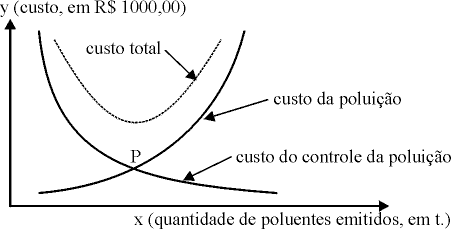 y (custo, em R$ 1000,00)
custo total
custo da poluição
P
custo do controle da poluição
x (quantidade de poluentes emitidos, em t.)